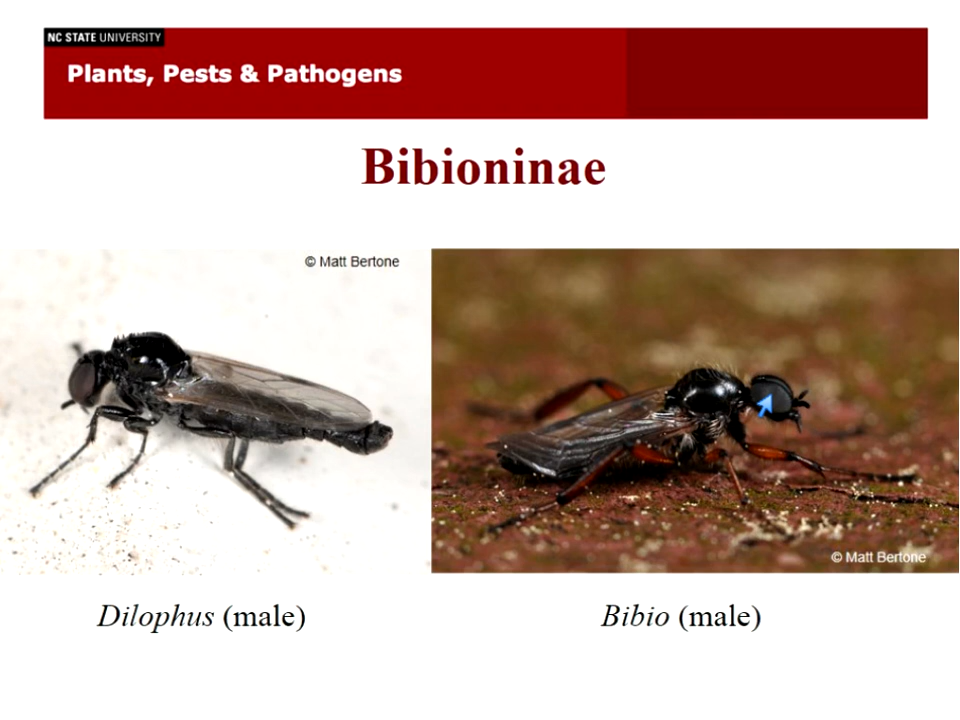 NC STATE UNIVERSITY
Plants, Pests & Pathogens
Bibioninae
© Matt Bertone
© Matt Bertone
Dilophus (male)
Bibio (male)